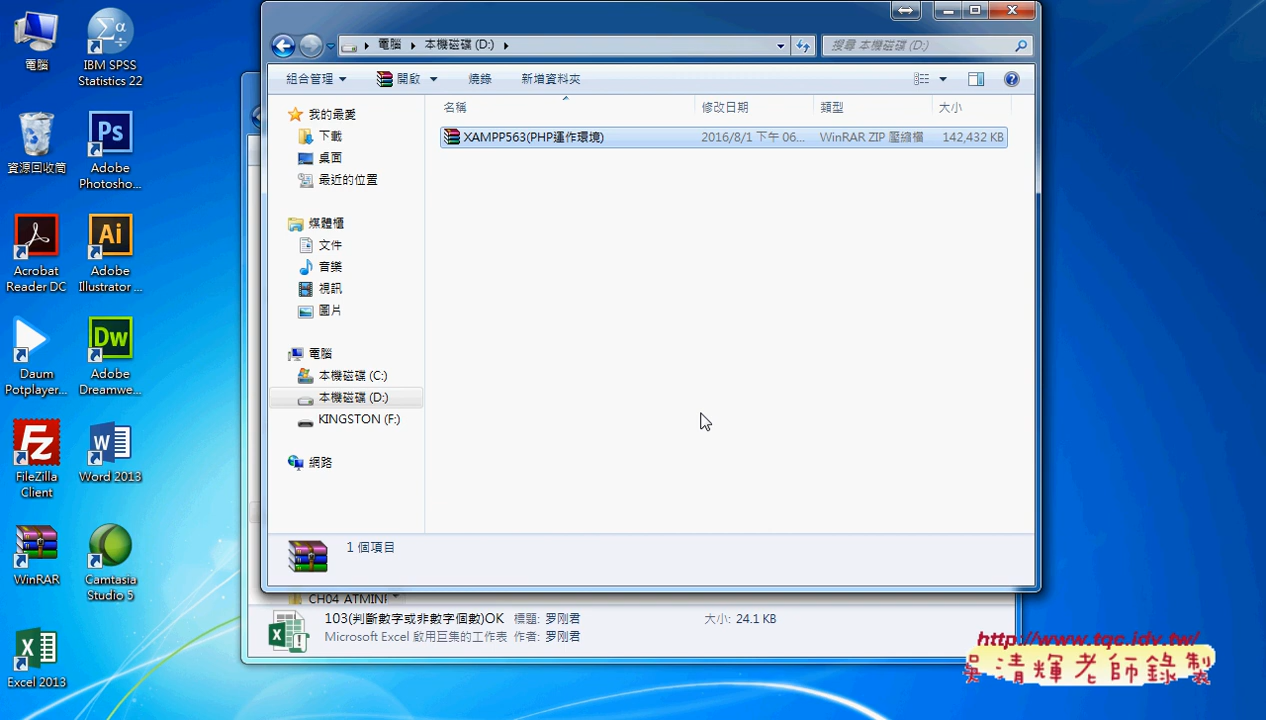 電腦
IBM SPSS
Statistics 22
資源回收筒
Adobe
Photosho...
Acrobat
Reader DC
Adobe
Illustrator ...
Daum
Potplayer...
Adobe
Dreamwe...
FileZilla
Client
Word 2013
WinRAR
Camtasia
Studio 5
Excel 2013
電腦 本機磁碟 (D:)
搜尋 本機磁碟 (D:)
組合管理 開啟 燒錄 新增資料夾
我的最愛
下載
桌面
最近的位置
媒體櫃
文件
音樂
視訊
圖片
電腦
本機磁碟 (C:)
本機磁碟 (D:)
KINGSTON (F:)
網路
名稱 修改日期 類型 大小
XAMPP563(PHP運作環境) 2016/8/1 下午 06... WinRAR ZIP 壓縮檔 142,432 KB
1 個項目
CH04 ATMINI
103(判斷數字或非數字個數)OK 標題: 罗刚君 大小: 24.1 KB
Microsoft Excel 啟用巨集的工作表 作者: 罗刚君
http://www.tqc.idv.tw/
吳清輝老師錄製